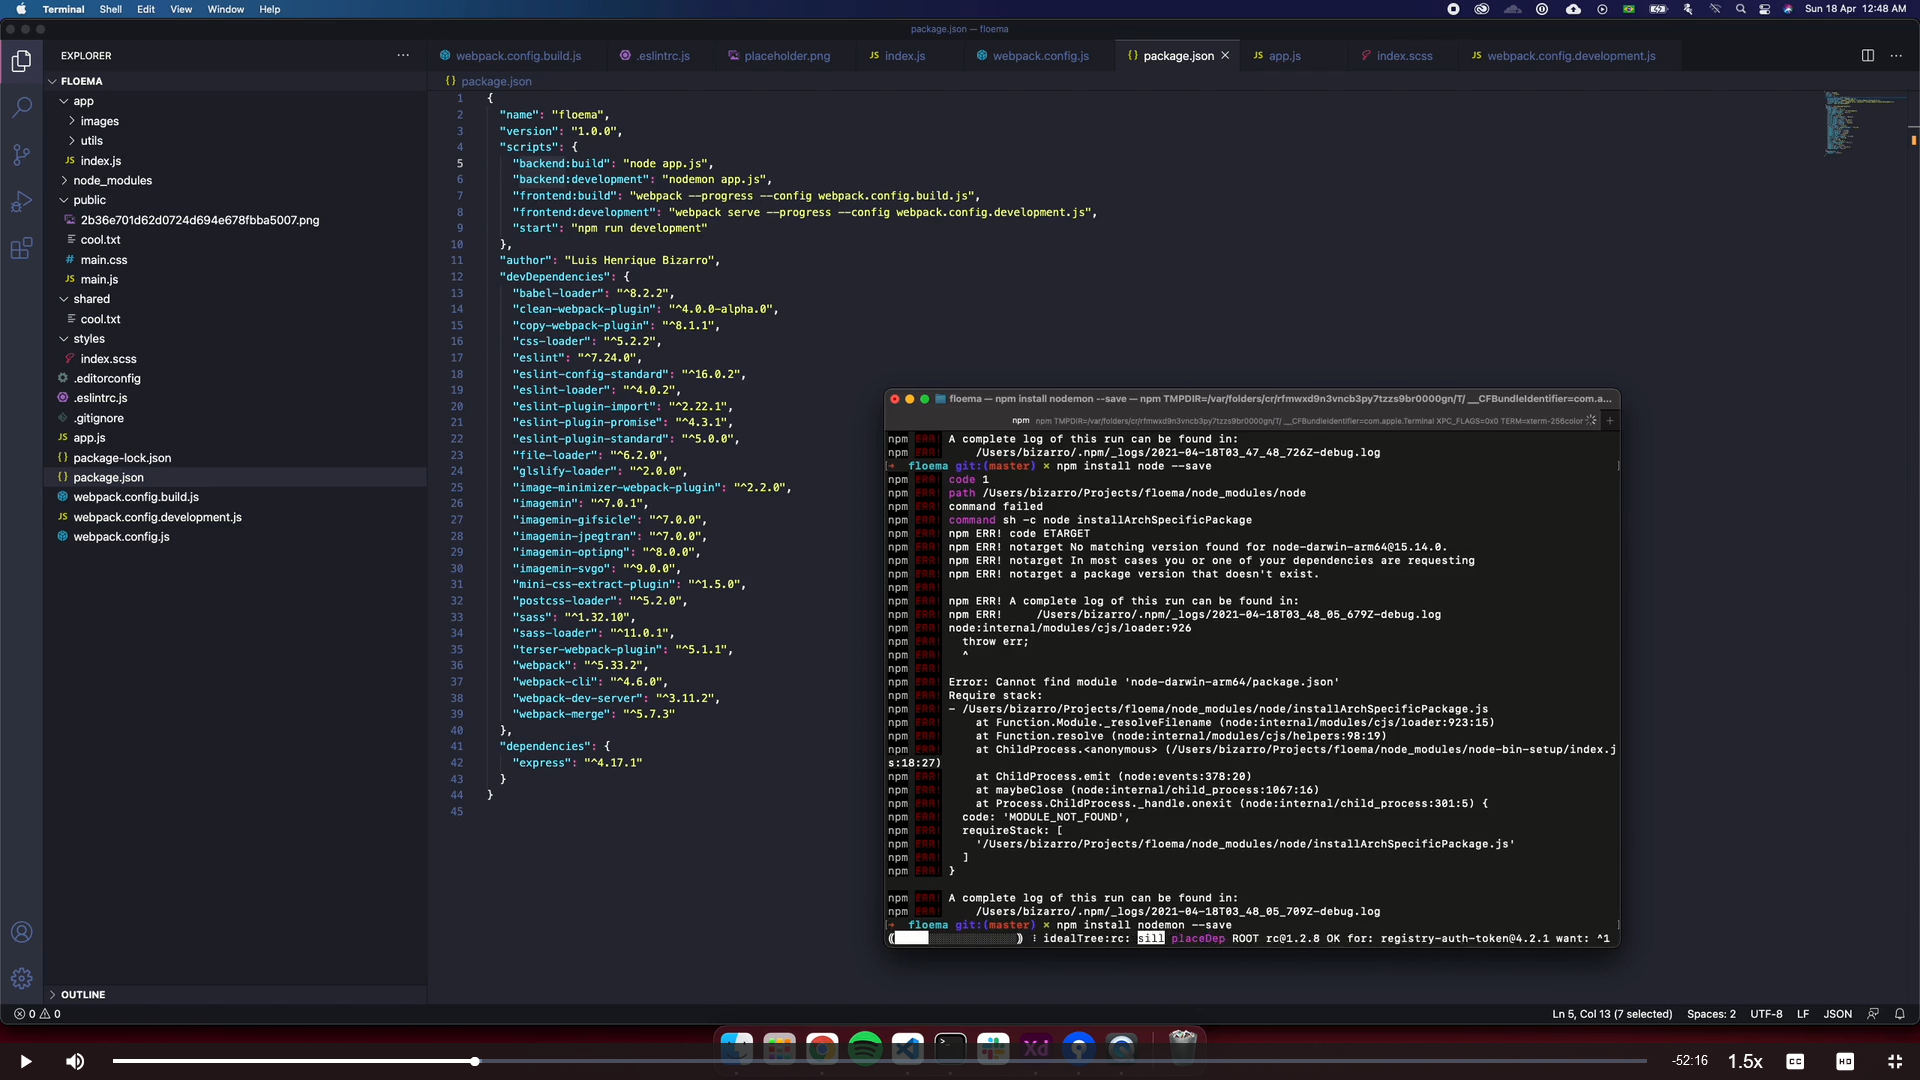 Terminal Shell Edit View Window Help
Sun 18 Apr 12:48 AM
package.json — floema
EXPLORER
webpack.config.build.js .eslintrc.js placeholder.png index.js webpack.config.js package.json app.js index.scss webpack.config.development.js
FLOEMA
app
images
utils
index.js
node_modules
public
2b36e701d62d0724d694e678fbba5007.png
cool.txt
main.css
main.js
shared
cool.txt
styles
index.scss
.editorconfig
.eslintrc.js
.gitignore
app.js
package-lock.json
package.json
webpack.config.build.js
webpack.config.development.js
webpack.config.js
OUTLINE
package.json
1 {
2 "name": "floema",
3 "version": "1.0.0",
4 "scripts": {
5 "backend:build": "node app.js",
6 "backend:development": "nodemon app.js",
7 "frontend:build": "webpack --progress --config webpack.config.build.js",
8 "frontend:development": "webpack serve --progress --config webpack.config.development.js",
9 "start": "npm run development"
10 },
11 "author": "Luis Henrique Bizarro",
12 "devDependencies": {
13 "babel-loader": "^8.2.2",
14 "clean-webpack-plugin": "^4.0.0-alpha.0",
15 "copy-webpack-plugin": "^8.1.1",
16 "css-loader": "^5.2.2",
17 "eslint": "^7.24.0",
18 "eslint-config-standard": "^16.0.2",
19 "eslint-loader": "^4.0.2",
20 "eslint-plugin-import": "^2.22.1",
21 "eslint-plugin-promise": "^4.3.1",
22 "eslint-plugin-standard": "^5.0.0",
23 "file-loader": "^6.2.0",
24 "glslify-loader": "^2.0.0",
25 "image-minimizer-webpack-plugin": "^2.2.0",
26 "imagemin": "^7.0.1",
27 "imagemin-gifsicle": "^7.0.0",
28 "imagemin-jpegtran": "^7.0.0",
29 "imagemin-optipng": "^8.0.0",
30 "imagemin-svgo": "^9.0.0",
31 "mini-css-extract-plugin": "^1.5.0",
32 "postcss-loader": "^5.2.0",
33 "sass": "^1.32.10",
34 "sass-loader": "^11.0.1",
35 "terser-webpack-plugin": "^5.1.1",
36 "webpack": "^5.33.2",
37 "webpack-cli": "^4.6.0",
38 "webpack-dev-server": "^3.11.2",
39 "webpack-merge": "^5.7.3"
40 },
41 "dependencies": {
42 "express": "^4.17.1"
43 }
44 }
45
floema — npm install nodemon --save — npm TMPDIR=/var/folders/cr/rfmwxd9n3vncb3py7tzzs9br0000gn/T/ __CFBundleIdentifier=com.a...
npm npm TMPDIR=/var/folders/cr/rfmwxd9n3vncb3py7tzzs9br0000gn/T/ __CFBundleIdentifier=com.apple.Terminal XPC_FLAGS=0x0 TERM=xterm-256color
npm ERR! A complete log of this run can be found in:
npm ERR! /Users/bizarro/.npm/_logs/2021-04-18T03_47_48_726Z-debug.log
floema git:(master) × npm install node --save
npm ERR! code 1
npm ERR! path /Users/bizarro/Projects/floema/node_modules/node
npm ERR! command failed
npm ERR! command sh -c node installArchSpecificPackage
npm ERR! npm ERR! code ETARGET
npm ERR! npm ERR! notarget No matching version found for node-darwin-arm64@15.14.0.
npm ERR! npm ERR! notarget In most cases you or one of your dependencies are requesting
npm ERR! npm ERR! notarget a package version that doesn't exist.
npm ERR!
npm ERR! npm ERR! A complete log of this run can be found in:
npm ERR! npm ERR! /Users/bizarro/.npm/_logs/2021-04-18T03_48_05_679Z-debug.log
npm ERR! node:internal/modules/cjs/loader:926
npm ERR! throw err;
npm ERR! ^
npm ERR!
npm ERR! Error: Cannot find module 'node-darwin-arm64/package.json'
npm ERR! Require stack:
npm ERR! - /Users/bizarro/Projects/floema/node_modules/node/installArchSpecificPackage.js
npm ERR! at Function.Module._resolveFilename (node:internal/modules/cjs/loader:923:15)
npm ERR! at Function.resolve (node:internal/modules/cjs/helpers:98:19)
npm ERR! at ChildProcess.<anonymous> (/Users/bizarro/Projects/floema/node_modules/node-bin-setup/index.j
s:18:27)
npm ERR! at ChildProcess.emit (node:events:378:20)
npm ERR! at maybeClose (node:internal/child_process:1067:16)
npm ERR! at Process.ChildProcess._handle.onexit (node:internal/child_process:301:5) {
npm ERR! code: 'MODULE_NOT_FOUND',
npm ERR! requireStack: [
npm ERR! '/Users/bizarro/Projects/floema/node_modules/node/installArchSpecificPackage.js'
npm ERR! ]
npm ERR! }
npm ERR! A complete log of this run can be found in:
npm ERR! /Users/bizarro/.npm/_logs/2021-04-18T03_48_05_709Z-debug.log
floema git:(master) × npm install nodemon --save
idealTree:rc: sill placeDep ROOT rc@1.2.8 OK for: registry-auth-token@4.2.1 want: ^1
0 0
Ln 5, Col 13 (7 selected) Spaces: 2 UTF-8 LF JSON
Xd
-52:16 1.5x CC HD